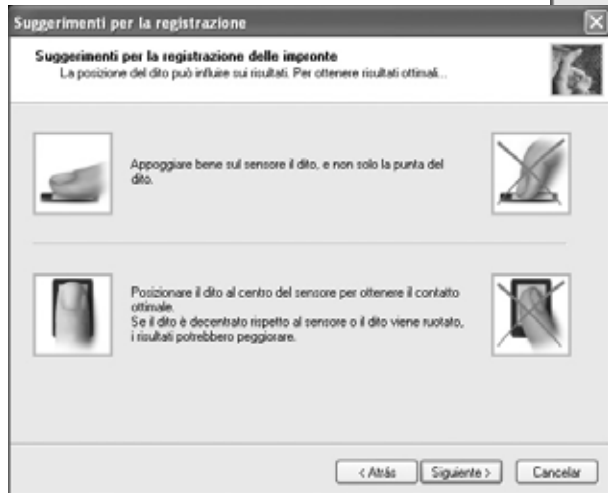 Suggerimenti per la registrazione
Suggerimenti per la registrazione delle impronte
La posizione del dito può influire sui risultati. Per ottenere risultati ottimali...
Appoggiare bene sul sensore il dito, e non solo la punta del
dito.
Posizionare il dito al centro del sensore per ottenere il contatto
ottimale.
Se il dito è decentrato rispetto al sensore o il dito viene ruotato,
i risultati potrebbero peggiorare.
< Atrás
Siguiente >
Cancelar